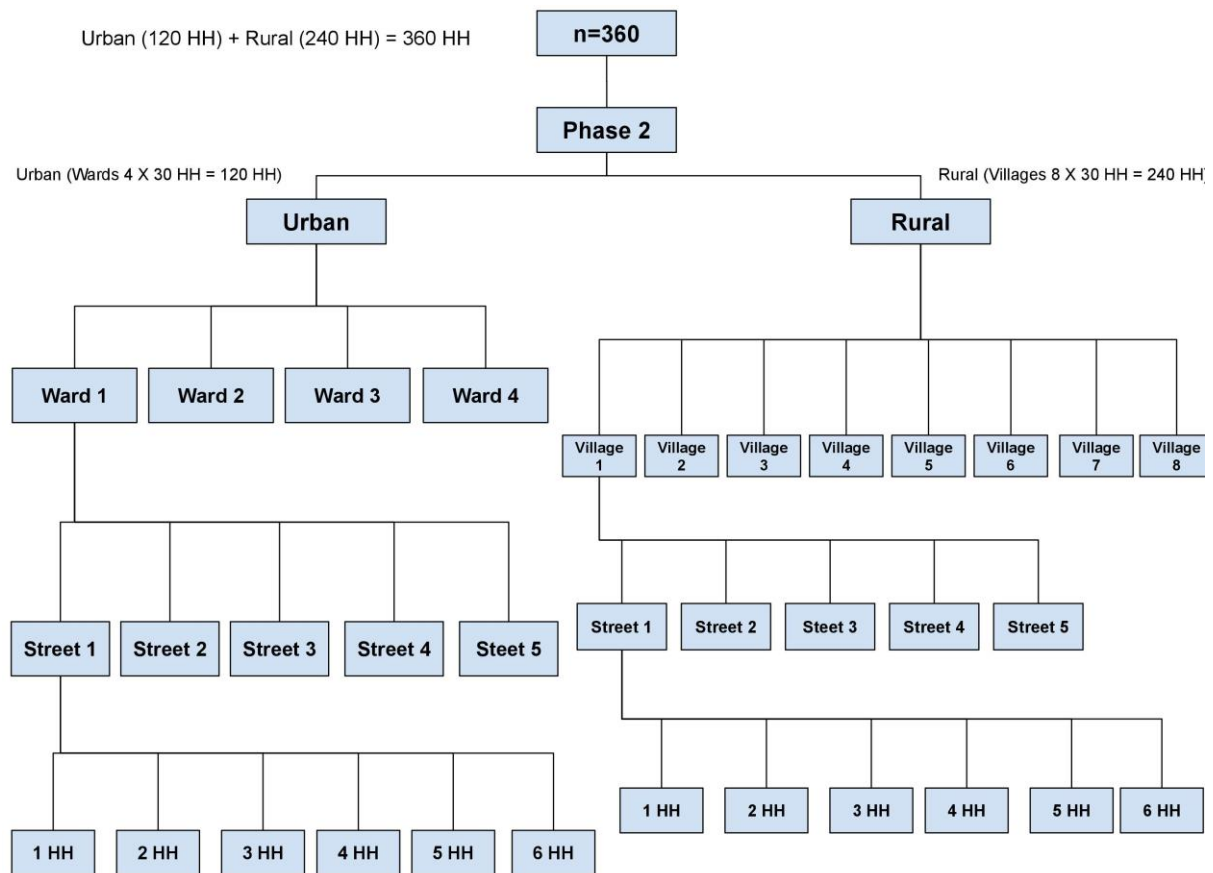 Urban (120 HH) + Rural (240 HH) = 360 HH
n=360
Phase 2
Urban (Wards 4 X 30 HH = 120 HH)
Rural (Villages 8 X 30 HH = 240 HH)
Urban
Rural
Ward 1
Ward 2
Ward 3
Ward 4
Village
1
Village
2
Village
3
Village
4
Village
5
Village
6
Village
7
Village
8
Street 1
Street 2
Street 3
Street 4
Steet 5
Street 1
Street 2
Steet 3
Street 4
Street 5
1 HH
2 HH
3 HH
4 HH
5 HH
6 HH
1 HH
2 HH
3 HH
4 HH
5 HH
6 HH